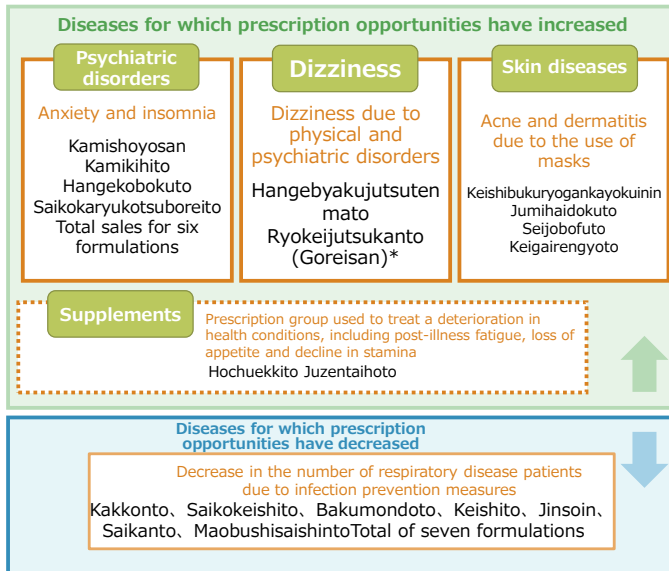 Diseases for which prescription opportunities have increased
Psychiatric
disorders
Anxiety and insomnia
Kamishoyosan
Kamikihito
Hangekobokuto
Saikokaryukotsuboreito
Total sales for six
formulations
Dizziness
Dizziness due to
physical and
psychiatric disorders
Hangebyakujutsuten
mato
Ryokeijutsukanto
(Goreisan)*
Skin diseases
Acne and dermatitis
due to the use of
masks
Keishibukuryogankayokuinin
Jumihaidokuto
Seijobofuto
Keigairengyoto
Supplements
Prescription group used to treat a deterioration in
health conditions, including post-illness fatigue, loss of
appetite and decline in stamina
Hochuekkito Juzentaihoto
Diseases for which prescription
opportunities have decreased
Decrease in the number of respiratory disease patients
due to infection prevention measures
Kakkonto、Saikokeishito、Bakumondoto、Keishito、Jinsoin、
Saikanto、MaobushisaishintoTotal of seven formulations